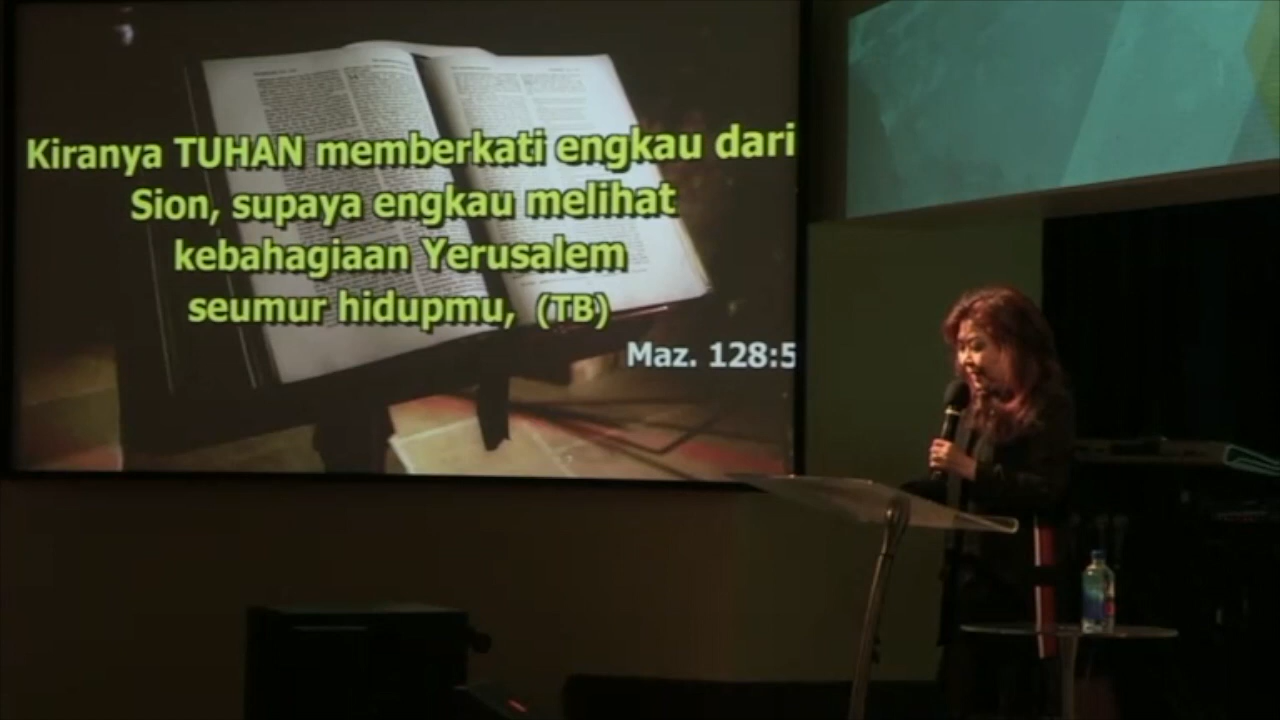 Kiranya TUHAN memberkati engkau dari
Sion, supaya engkau melihat
kebahagiaan Yerusalem
seumur hidupmu, (TB)
Maz. 128:5